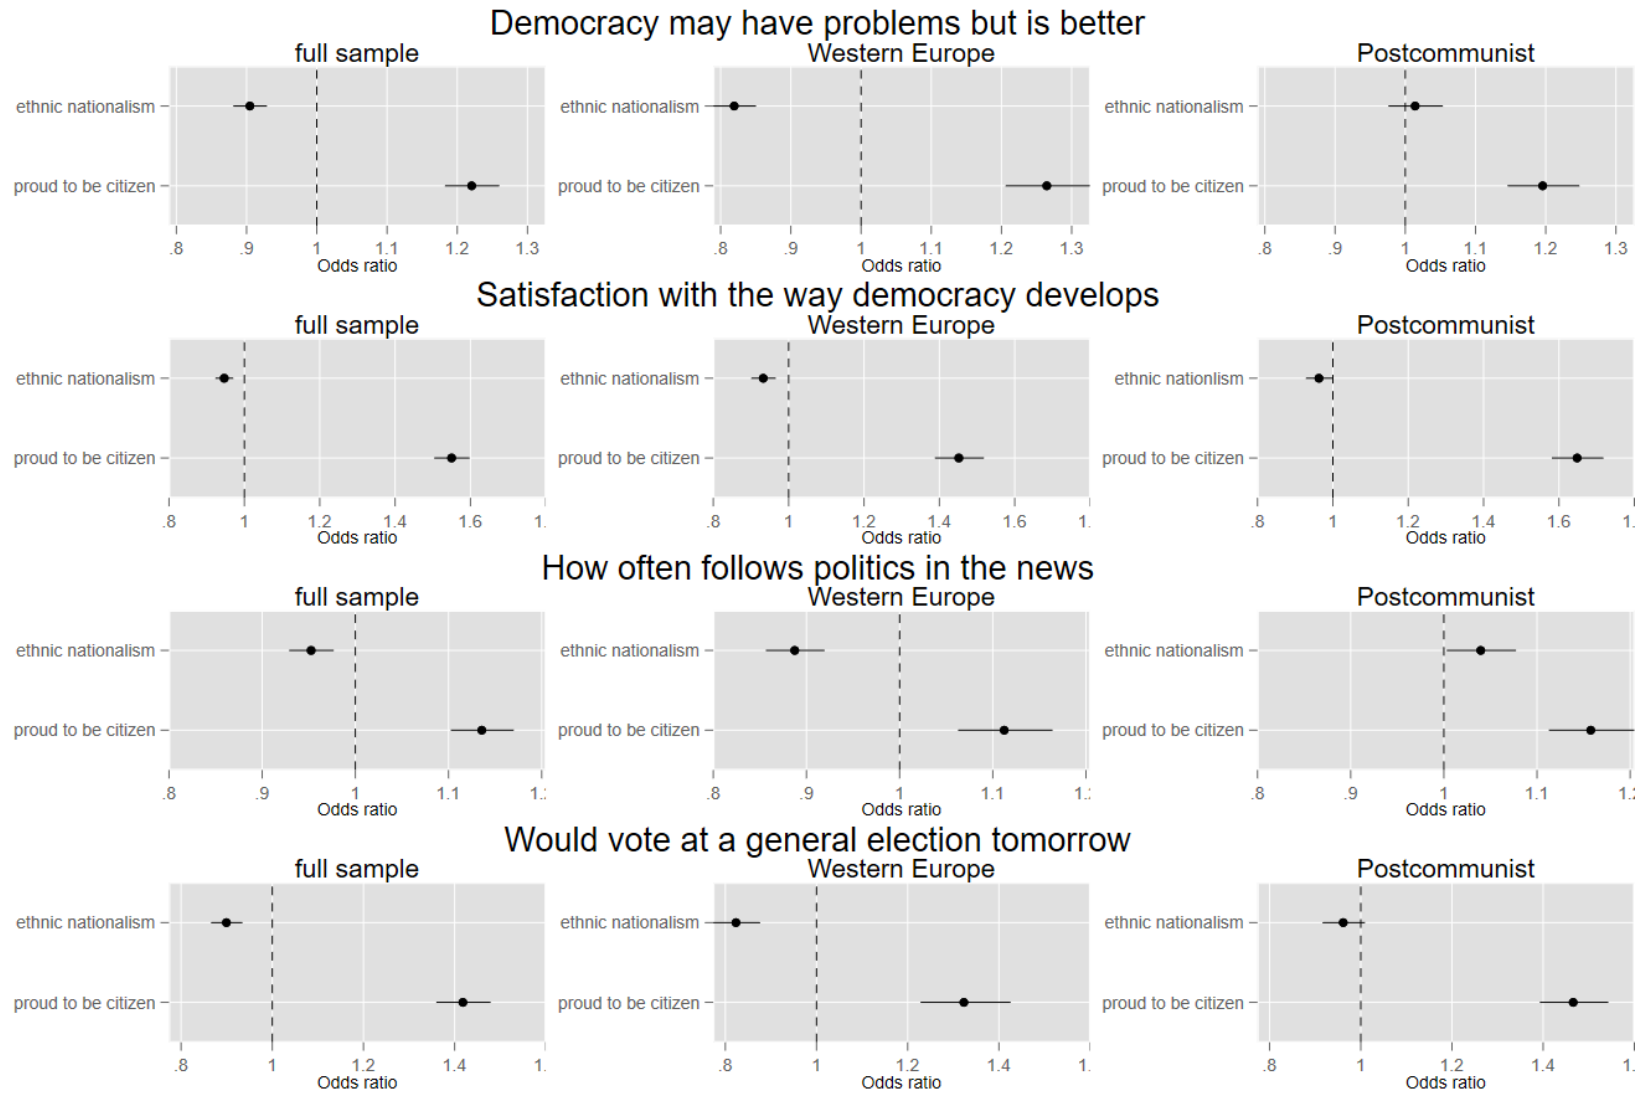 Democracy may have problems but is better
full sample Western Europe Postcommunist
ethnic nationalism ethnic nationalism ethnic nationalism
proud to be citizen proud to be citizen proud to be citizen
.8 .9 1 1.1 1.2 1.3 .8 .9 1 1.1 1.2 1.3 .8 .9 1 1.1 1.2 1.3
Odds ratio Odds ratio Odds ratio
Satisfaction with the way democracy develops
full sample Western Europe Postcommunist
ethnic nationalism ethnic nationalism ethnic nationlism
proud to be citizen proud to be citizen proud to be citizen
.8 1 1.2 1.4 1.6 1. .8 1 1.2 1.4 1.6 1. .8 1 1.2 1.4 1.6 1.
Odds ratio Odds ratio Odds ratio
How often follows politics in the news
full sample Western Europe Postcommunist
ethnic nationalism ethnic nationalism ethnic nationalism
proud to be citizen proud to be citizen proud to be citizen
.8 .9 1 1.1 1. .8 .9 1 1.1 1. .8 .9 1 1.1 1.2
Odds ratio Odds ratio Odds ratio
Would vote at a general election tomorrow
full sample Western Europe Postcommunist
ethnic nationalism ethnic nationalism ethnic nationalism
proud to be citizen proud to be citizen proud to be citizen
.8 1 1.2 1.4 1. .8 1 1.2 1.4 1. .8 1 1.2 1.4 1.
Odds ratio Odds ratio Odds ratio